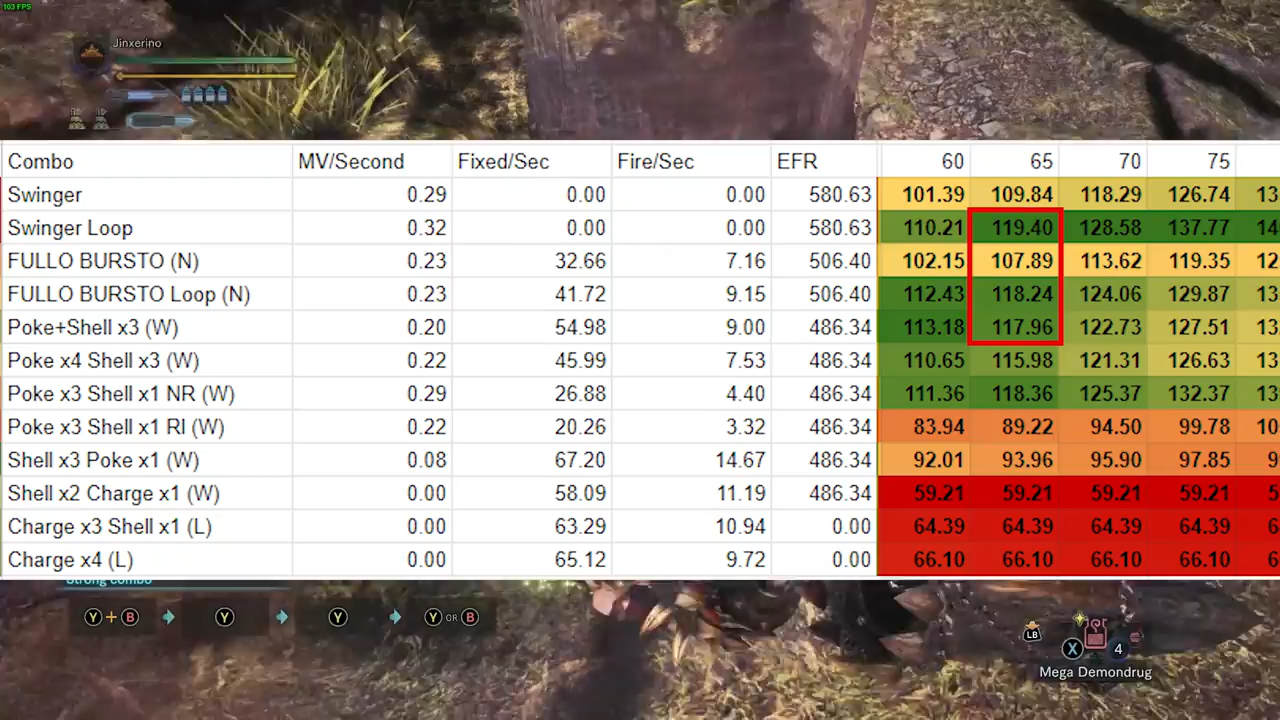 103 FPS
Jinxerino
Combo MV/Second Fixed/Sec Fire/Sec EFR 60 65 70 75
Swinger 0.29 0.00 0.00 580.63 101.39 109.84 118.29 126.74 13
Swinger Loop 0.32 0.00 0.00 580.63 110.21 119.40 128.58 137.77 14
FULLO BURSTO (N) 0.23 32.66 7.16 506.40 102.15 107.89 113.62 119.35 12
FULLO BURSTO Loop (N) 0.23 41.72 9.15 506.40 112.43 118.24 124.06 129.87 13
Poke+Shell x3 (W) 0.20 54.98 9.00 486.34 113.18 117.96 122.73 127.51 13
Poke x4 Shell x3 (W) 0.22 45.99 7.53 486.34 110.65 115.98 121.31 126.63 13
Poke x3 Shell x1 NR (W) 0.29 26.88 4.40 486.34 111.36 118.36 125.37 132.37 13
Poke x3 Shell x1 RI (W) 0.22 20.26 3.32 486.34 83.94 89.22 94.50 99.78 10
Shell x3 Poke x1 (W) 0.08 67.20 14.67 486.34 92.01 93.96 95.90 97.85 9
Shell x2 Charge x1 (W) 0.00 58.09 11.19 486.34 59.21 59.21 59.21 59.21 5
Charge x3 Shell x1 (L) 0.00 63.29 10.94 0.00 64.39 64.39 64.39 64.39 6
Charge x4 (L) 0.00 65.12 9.72 0.00 66.10 66.10 66.10 66.10 6
Strong combo
Y + B Y Y Y OR B
LB
X 4
Mega Demondrug